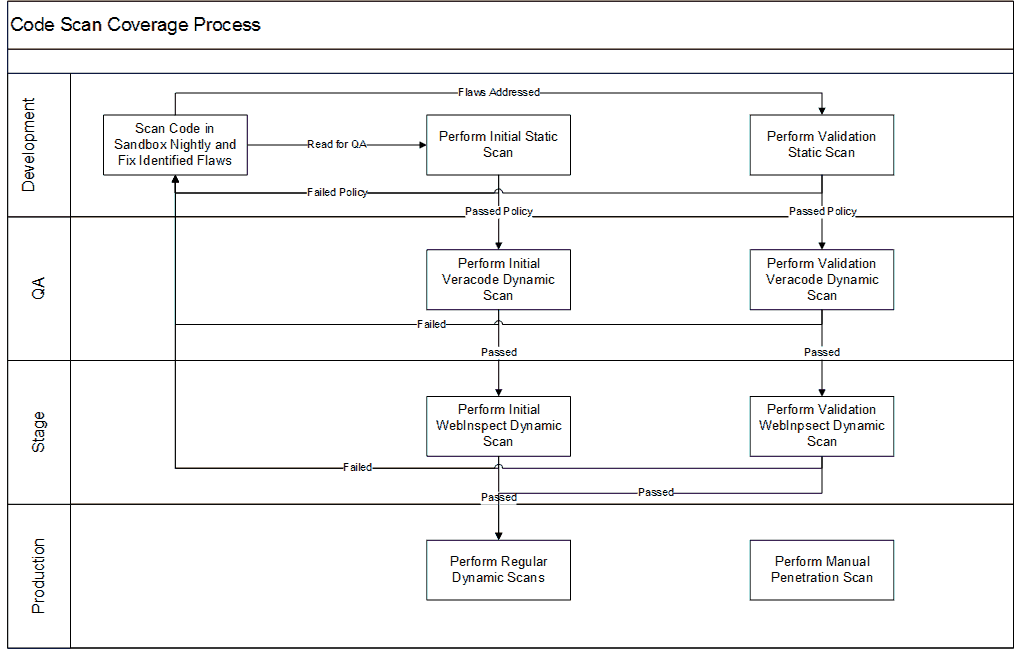 Code Scan Coverage Process
Development
Flaws Addressed
Scan Code in
Sandbox Nightly and
Fix Identified Flaws
Read for QA
Perform Initial Static
Scan
Perform Validation
Static Scan
Failed Policy
Passed Policy
Passed Policy
QA
Perform Initial
Veracode Dynamic
Scan
Perform Validation
Veracode Dynamic
Scan
Failed
Passed
Passed
Stage
Perform Initial
WebInspect Dynamic
Scan
Perform Validation
WebInpsect Dynamic
Scan
Failed
Passed
Passed
Production
Perform Regular
Dynamic Scans
Perform Manual
Penetration Scan